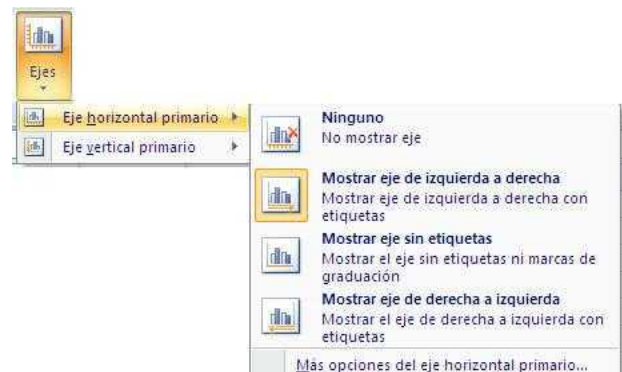 Ejes
Eje horizontal primario
Eje vertical primario
Ninguno
No mostrar eje
Mostrar eje de izquierda a derecha
Mostrar eje de izquierda a derecha con
etiquetas
Mostrar eje sin etiquetas
Mostrar el eje sin etiquetas ni marcas de
graduación
Mostrar eje de derecha a izquierda
Mostrar el eje de derecha a izquierda con
etiquetas
Más opciones del eje horizontal primario...